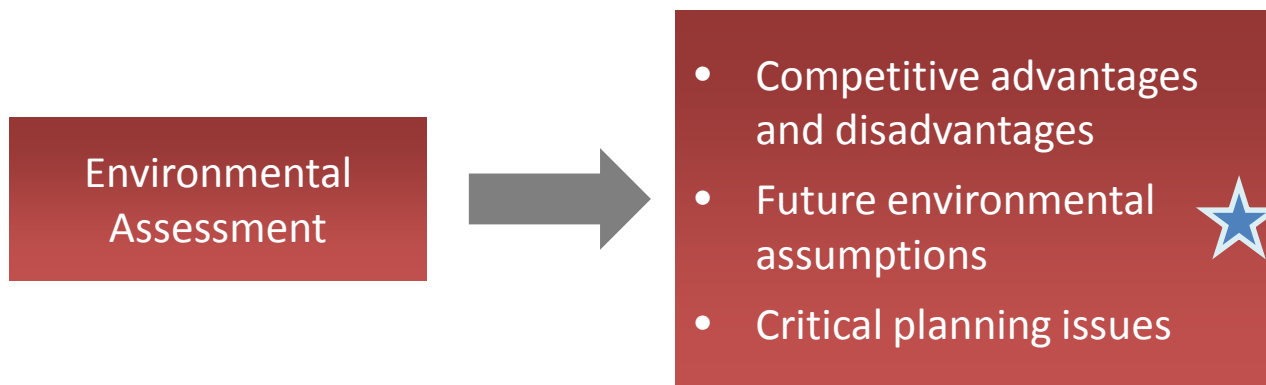 Environmental
Assessment
• Competitive advantages
and disadvantages
• Future environmental
assumptions
• Critical planning issues